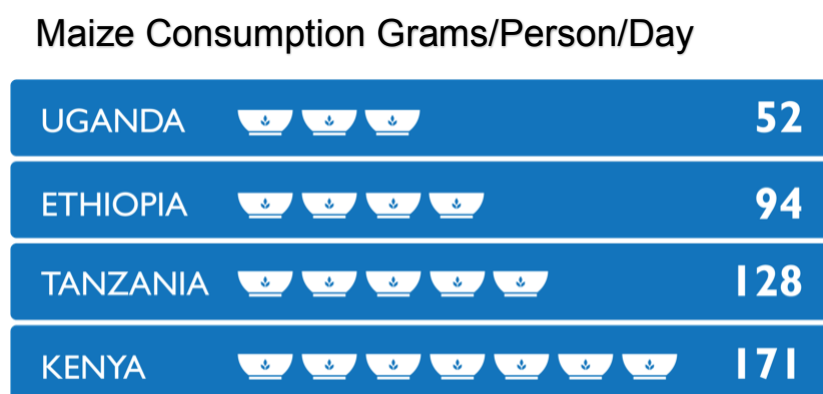 Maize Consumption Grams/Person/Day
UGANDA 52
ETHIOPIA 94
TANZANIA 128
KENYA 171